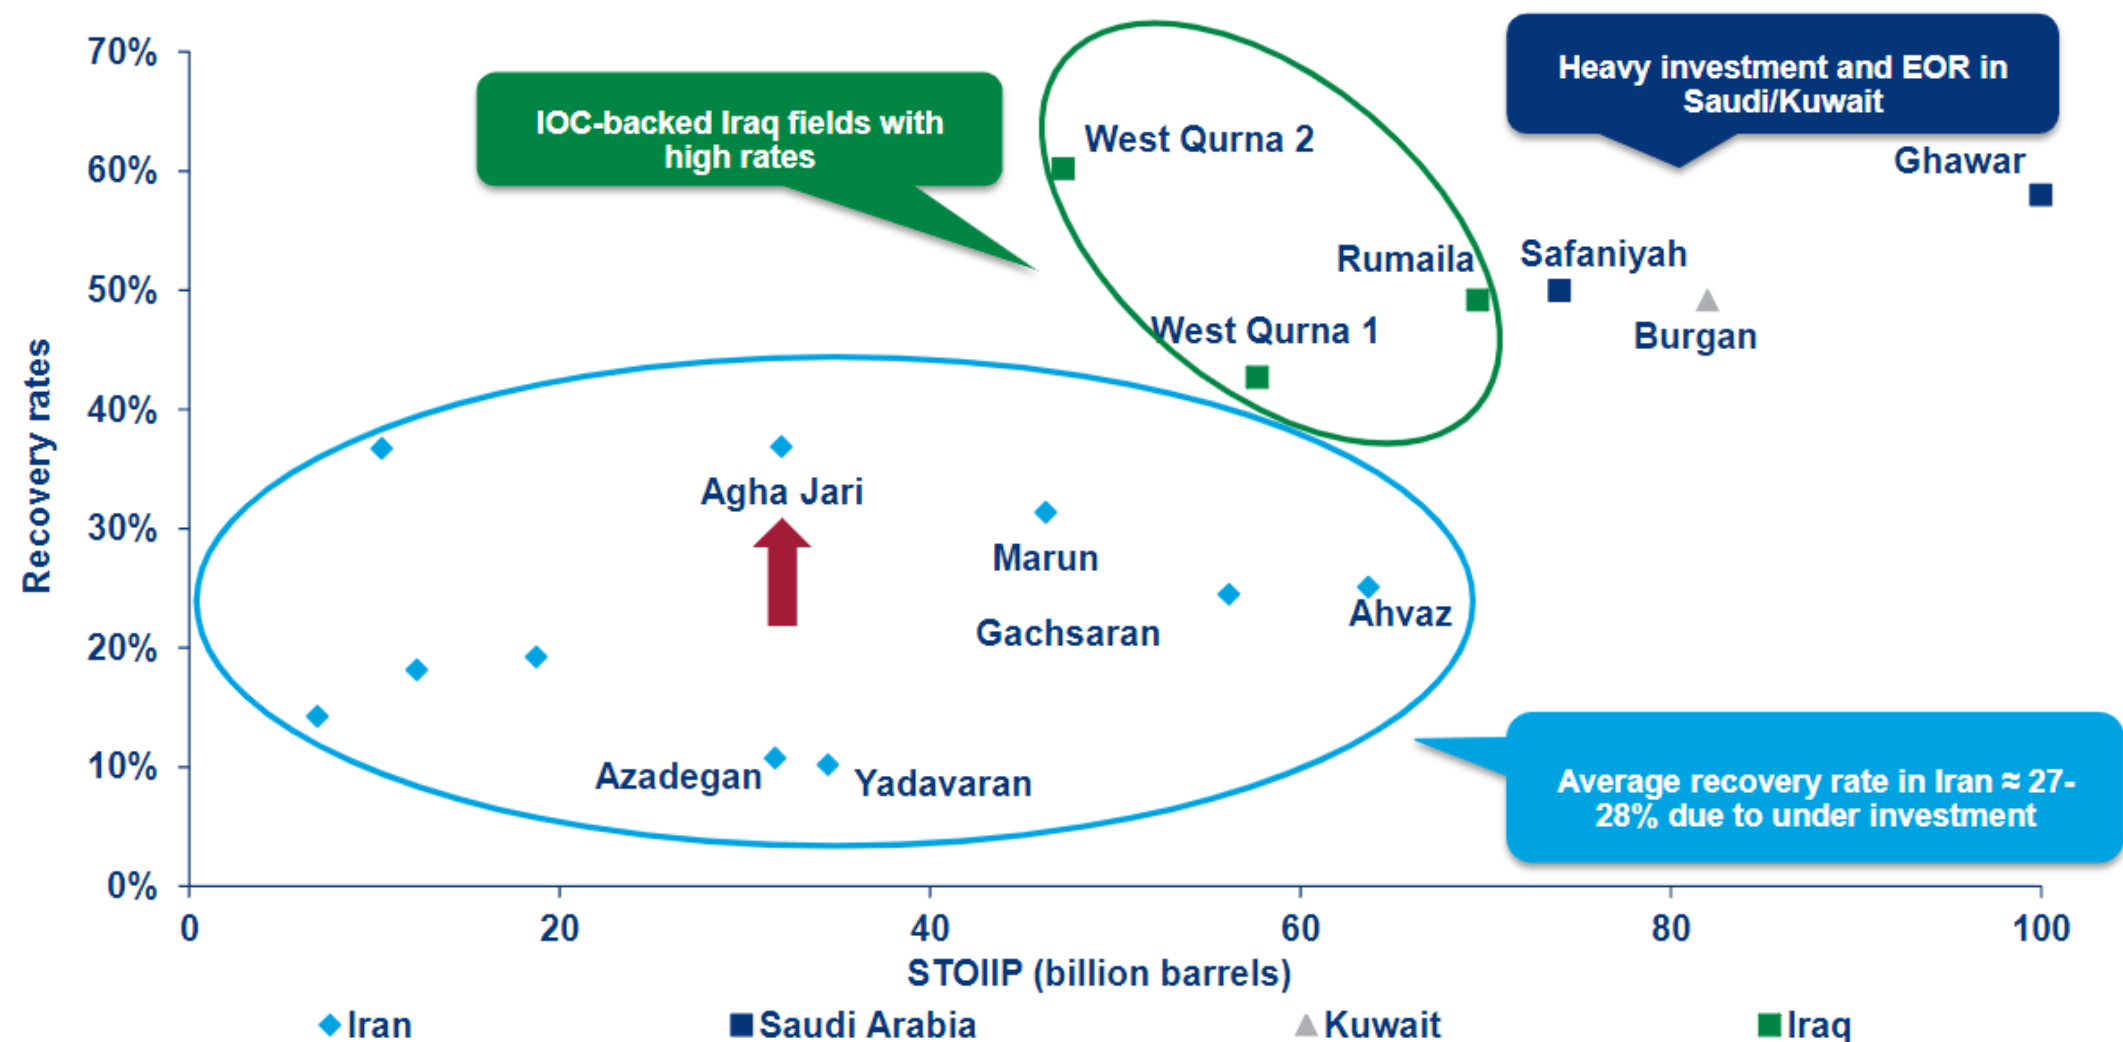 70%
60%
50%
40%
30%
20%
10%
0%
Recovery rates
IOC-backed Iraq fields with
high rates
Heavy investment and EOR in
Saudi/Kuwait
West Qurna 2
Ghawar
Rumaila
Safaniyah
West Qurna 1
Burgan
Agha Jari
Marun
Gachsaran
Ahvaz
Azadegan
Yadavaran
Average recovery rate in Iran ≈ 27-
28% due to under investment
0
20
40
60
80
100
STOIIP (billion barrels)
Iran
Saudi Arabia
Kuwait
Iraq